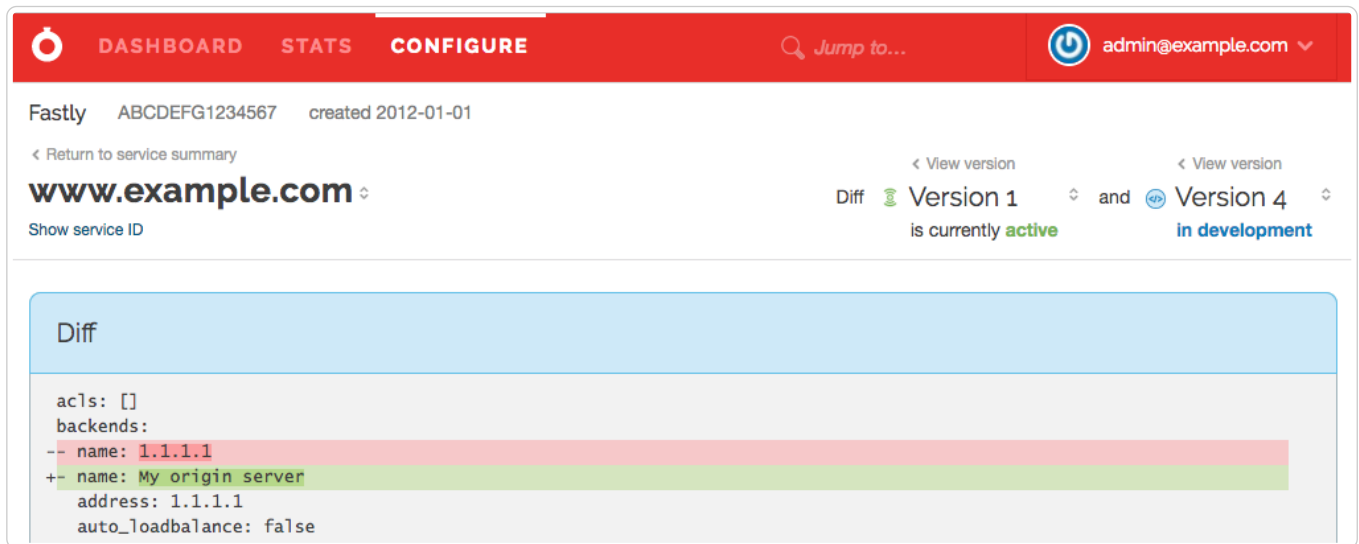 DASHBOARD STATS CONFIGURE Jump to... admin@example.com
Fastly ABCDEFG1234567 created 2012-01-01
< Return to service summary
www.example.com
Show service ID
< View version < View version
Diff Version 1 and </> Version 4
is currently active in development
Diff
acls: []
backends:
-- name: 1.1.1.1
+- name: My origin server
address: 1.1.1.1
auto_loadbalance: false